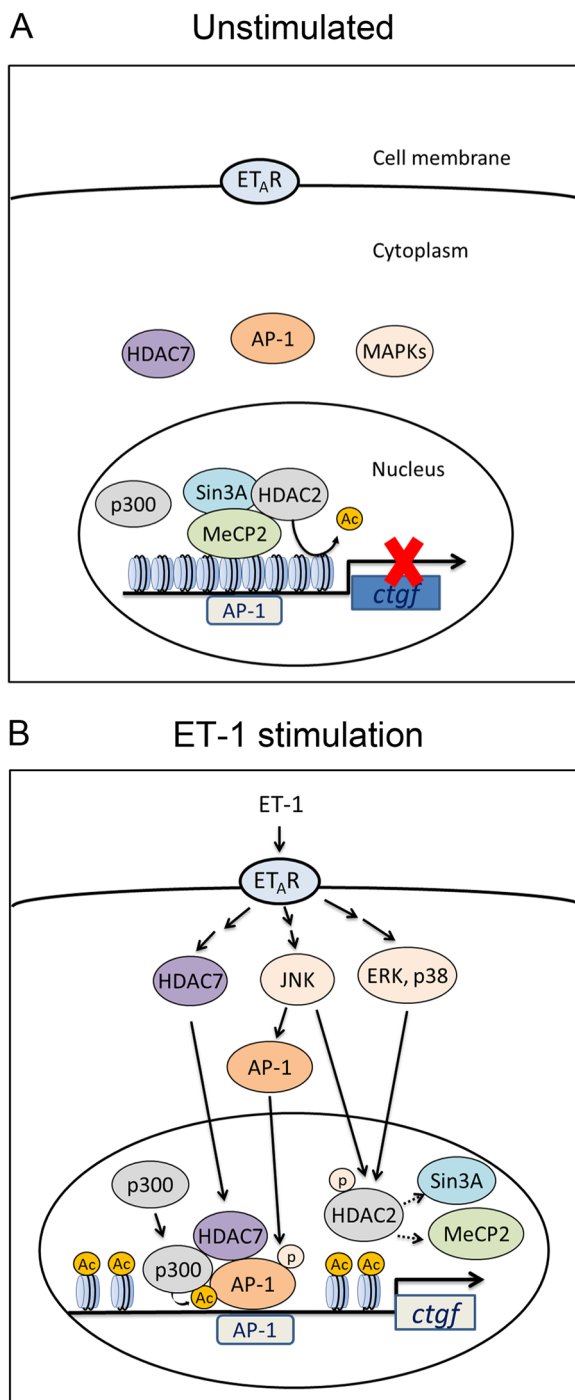 A
Unstimulated
Cell membrane
ETAR
Cytoplasm
HDAC7
AP-1
MAPKs
Nucleus
p300
Sin3A
HDAC2
Ac
MeCP2
ctgf
AP-1
B
ET-1 stimulation
ET-1
ETAR
HDAC7
JNK
ERK, p38
AP-1
p300
p
Sin3A
HDAC2
MeCP2
HDAC7
p
Ac
Ac
p300
AP-1
Ac
Ac
Ac
ctgf
AP-1